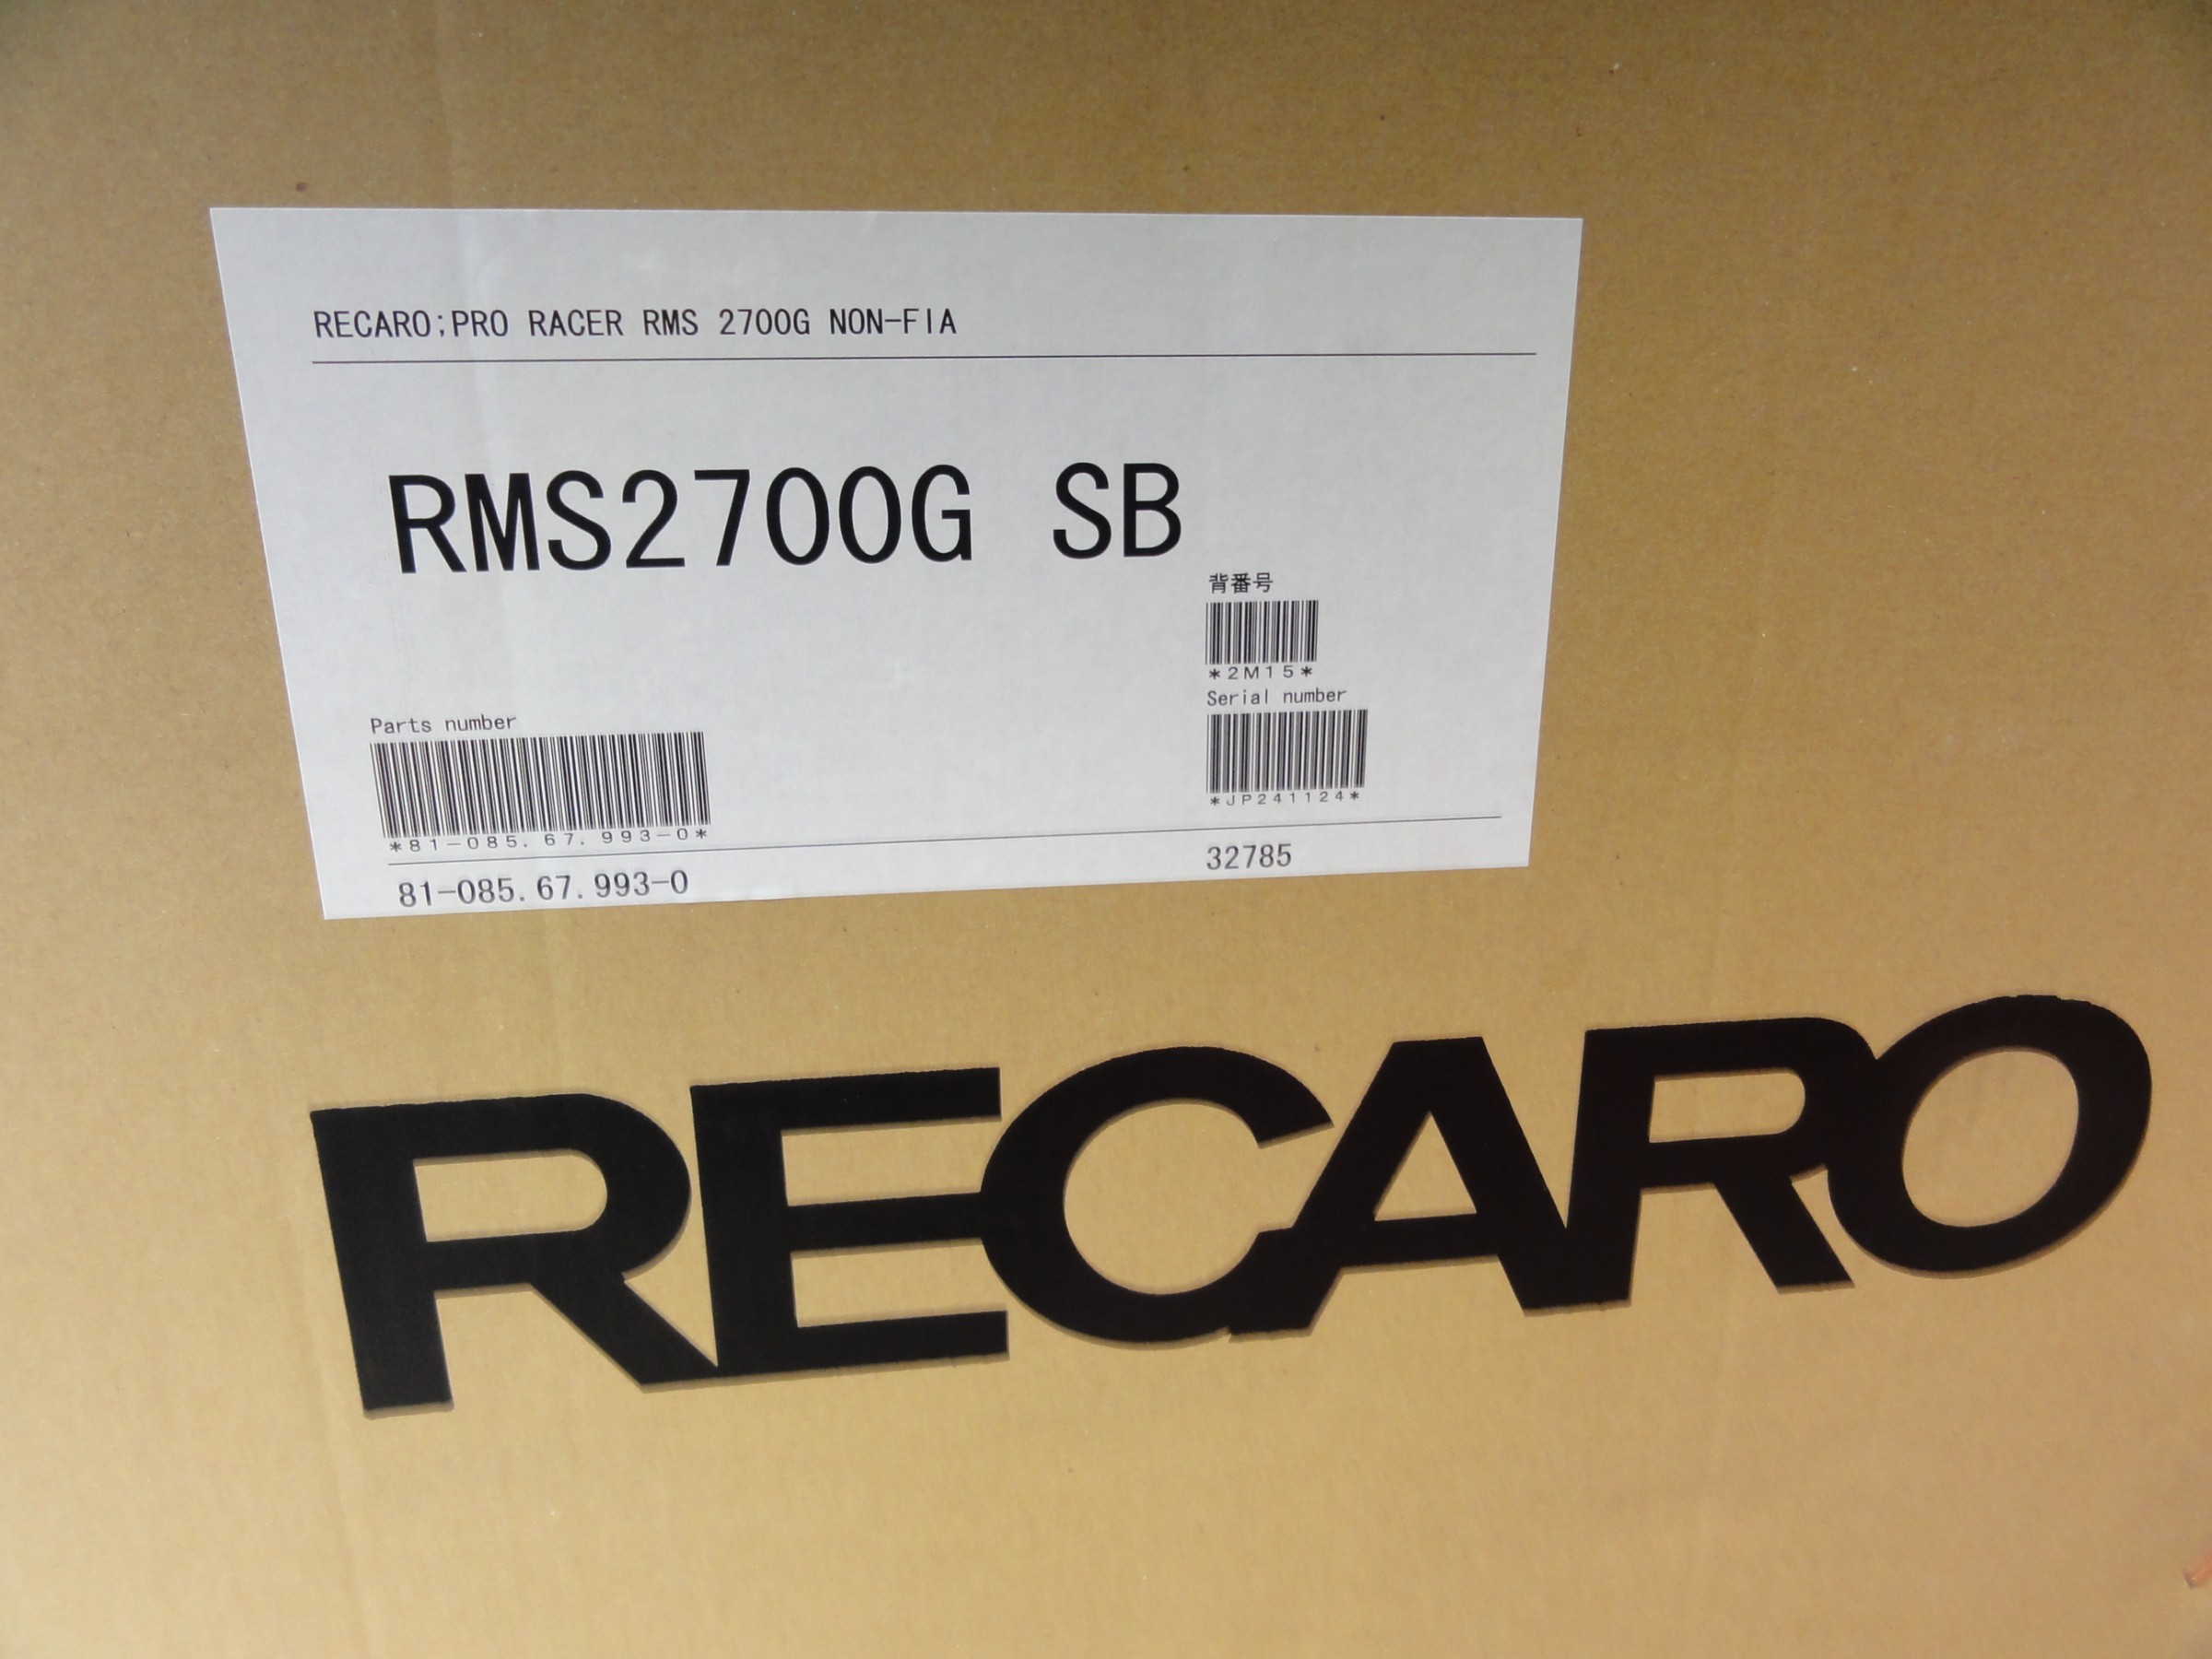 RECARO;PRO RACER RMS 2700G NON-FIA
RMS2700G SB
背番号
*2M15*
Serial number
*JP241124*
Parts number
*81-085.67.993-0*
81-085.67.993-0
32785
RECARO